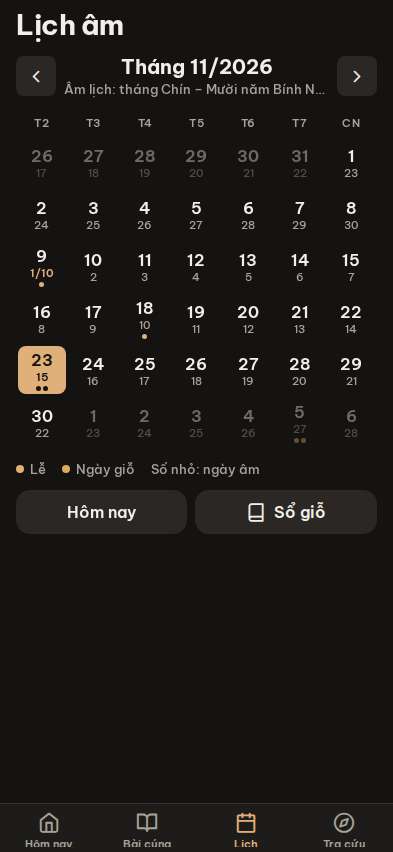 Lịch âm
Tháng 11/2026
Âm lịch: tháng Chín – Mười năm Bính N...
T2 T3 T4 T5 T6 T7 CN
26 27 28 29 30 31 1
17 18 19 20 21 22 23
2 3 4 5 6 7 8
24 25 26 27 28 29 30
9 10 11 12 13 14 15
1/10 2 3 4 5 6 7
16 17 18 19 20 21 22
8 9 10 11 12 13 14
23 24 25 26 27 28 29
15 16 17 18 19 20 21
30 1 2 3 4 5 6
22 23 24 25 26 27 28
Lễ Ngày giỗ Số nhỏ: ngày âm
Hôm nay Sổ giỗ
Hôm nay Bài cúng Lịch Tra cứu